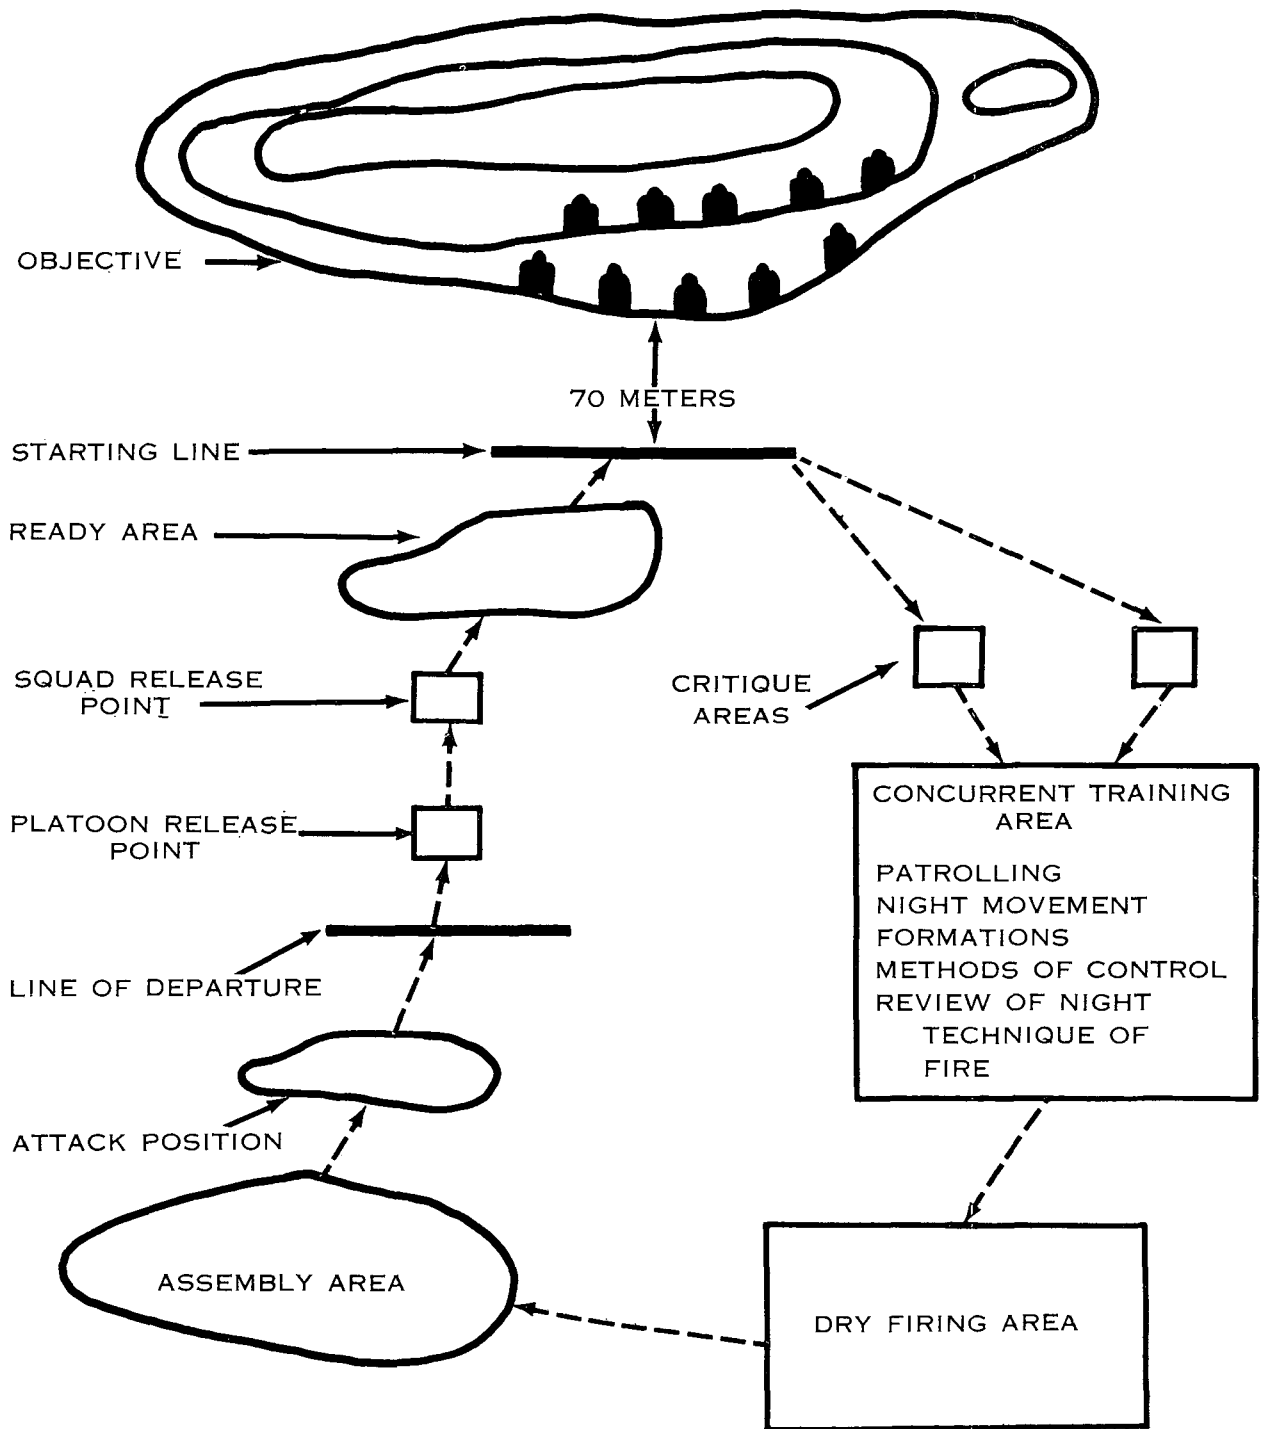 OBJECTIVE
70 METERS
STARTING LINE
READY AREA
SQUAD RELEASE
POINT
CRITIQUE
AREAS
PLATOON RELEASE
POINT
CONCURRENT TRAINING
AREA
PATROLLING
NIGHT MOVEMENT
FORMATIONS
METHODS OF CONTROL
REVIEW OF NIGHT
TECHNIQUE OF
FIRE
LINE OF DEPARTURE
ATTACK POSITION
ASSEMBLY AREA
DRY FIRING AREA